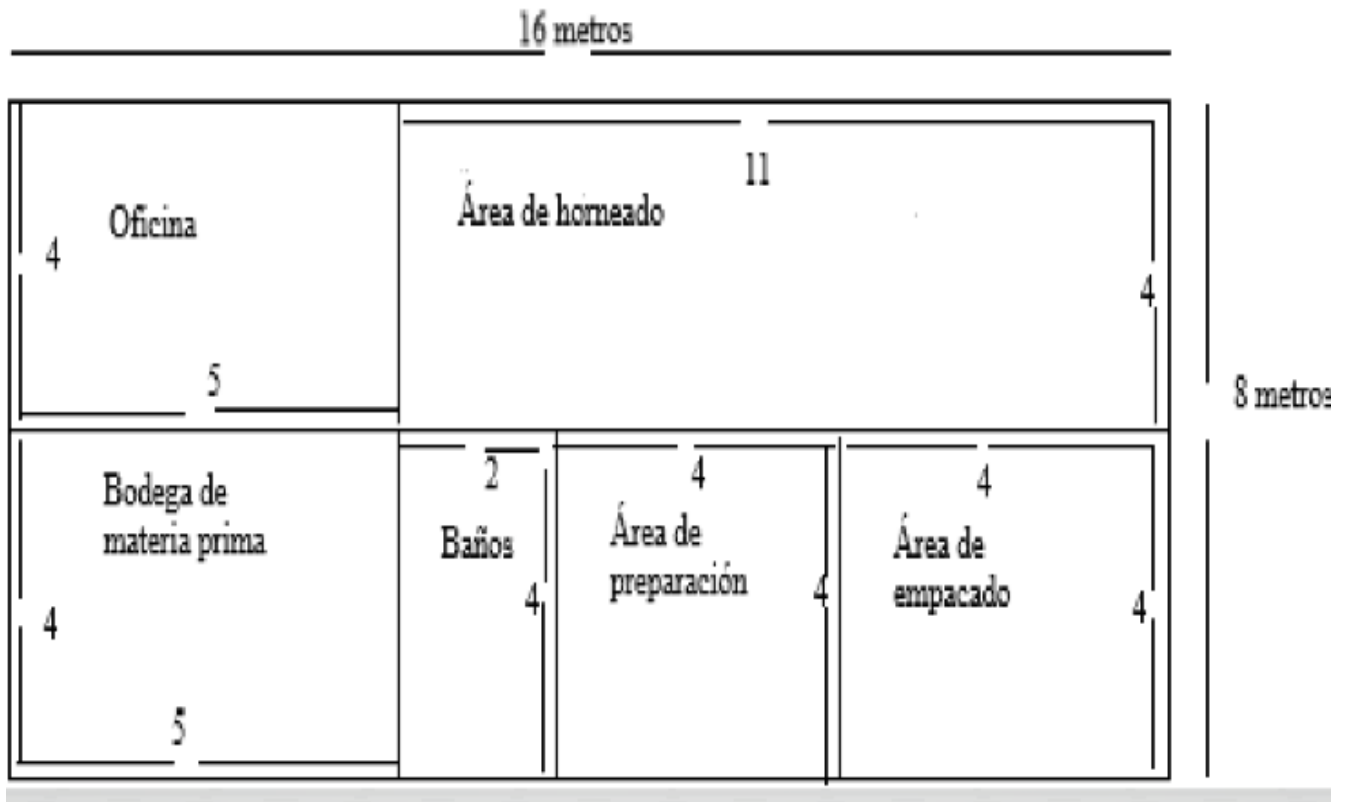 16 metros
11
Oficina
Área de horneado
4
4
5
8 metros
2
4
4
Bodega de
materia prima
Baños
Área de
preparación
Área de
empacado
4
4
4
4
5